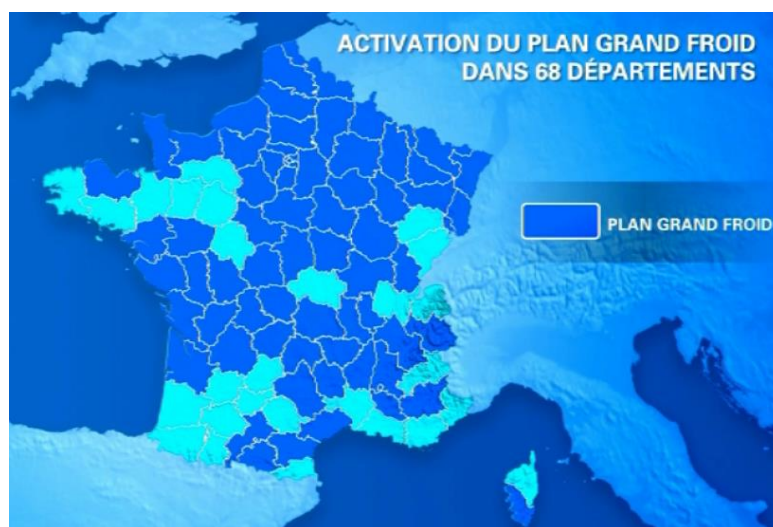 ACTIVATION DU PLAN GRAND FROID
DANS 68 DÉPARTEMENTS
PLAN GRAND FROID